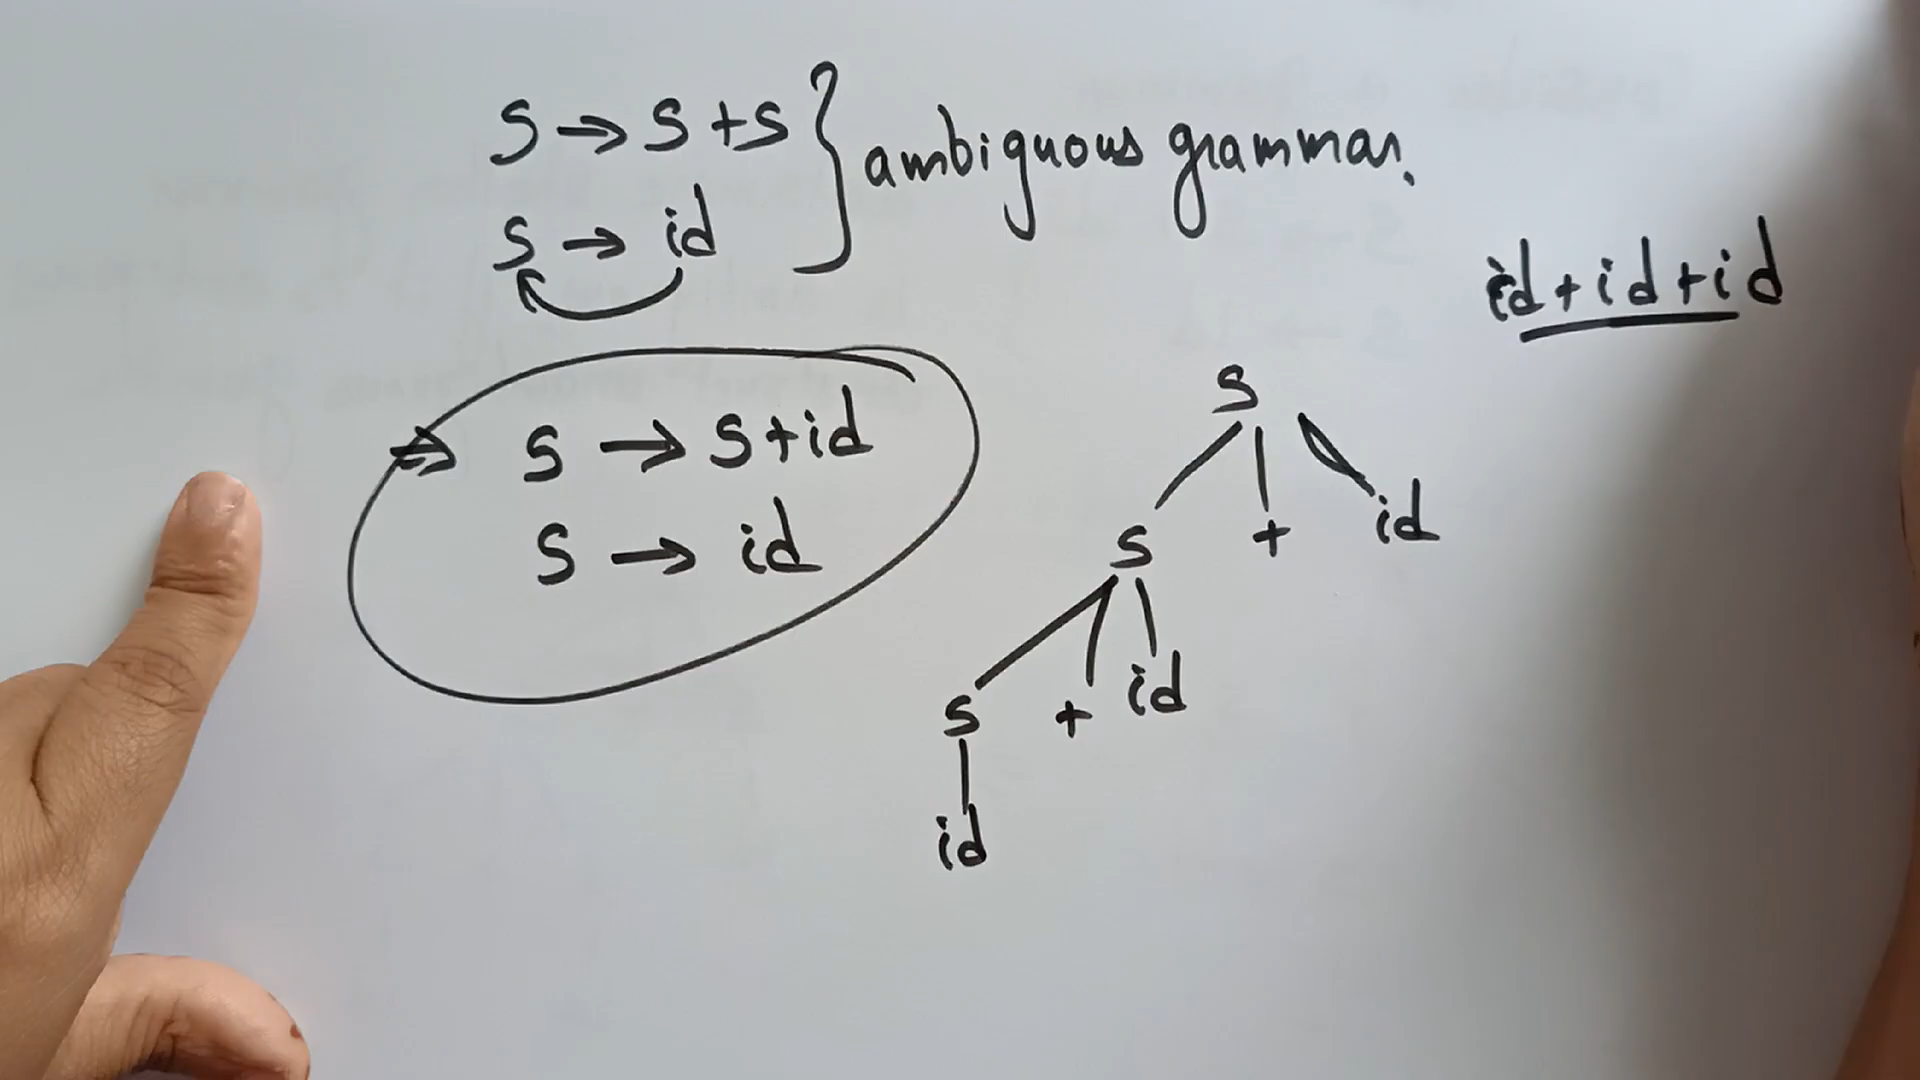 S → S + S } ambiguous grammar.
S → id
id + id + id
⇒ S → S + id
S → id
S
S + id
S + id
id